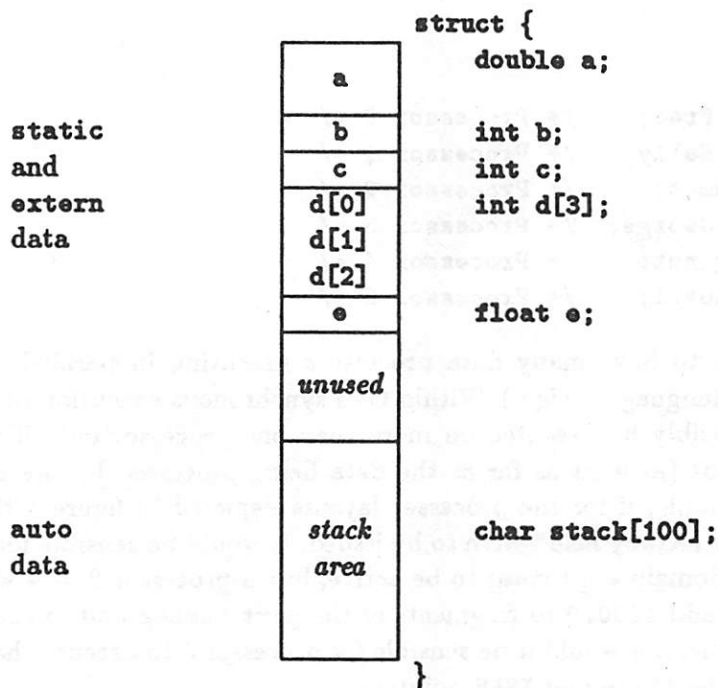 struct {
a double a;
static b int b;
and c int c;
extern d[0] int d[3];
data d[1]
d[2]
e float e;
unused
auto stack char stack[100];
data area
}